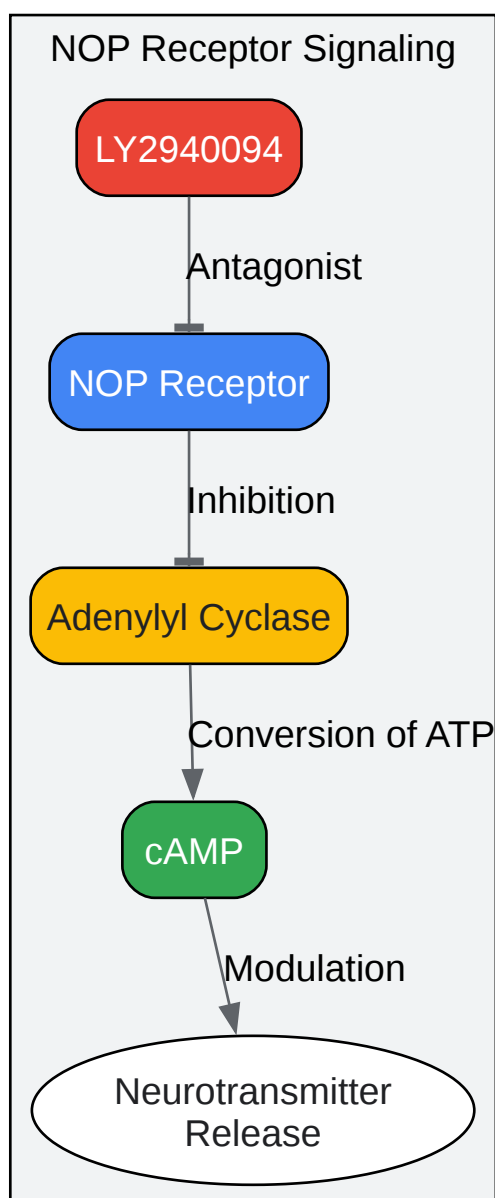 NOP Receptor Signaling
LY2940094
Antagonist
NOP Receptor
Inhibition
Adenylyl Cyclase
Conversion of ATP
cAMP
Modulation
Neurotransmitter
Release